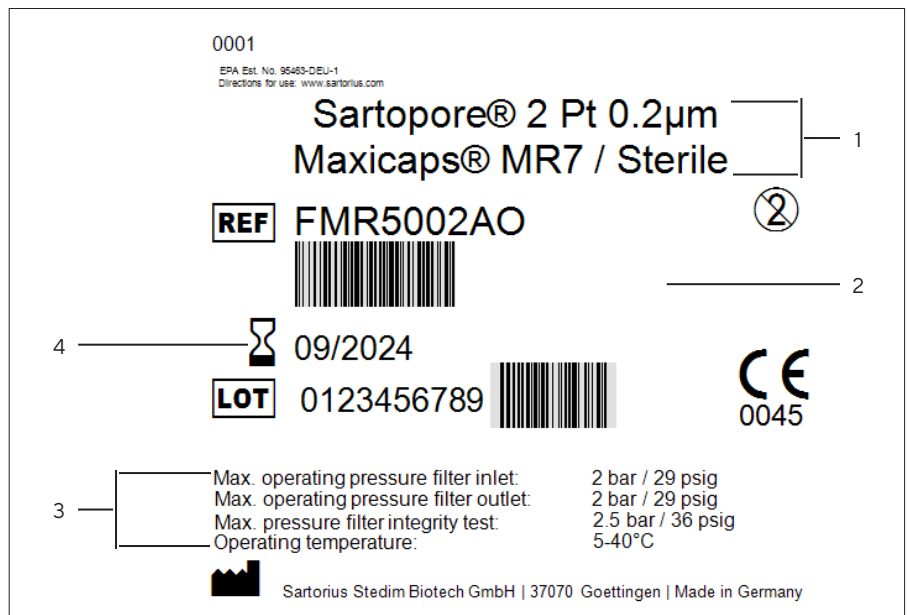 0001
EPA Est. No. 95463-DEU-1
Directions for use: www.sartorius.com
Sartopore® 2 Pt 0.2µm
Maxicaps® MR7 / Sterile
1
REF FMR5002AO
2
2
4
09/2024
LOT 0123456789
CE
0045
3
Max. operating pressure filter inlet: 2 bar / 29 psig
Max. operating pressure filter outlet: 2 bar / 29 psig
Max. pressure filter integrity test: 2.5 bar / 36 psig
Operating temperature: 5-40°C
Sartorius Stedim Biotech GmbH | 37070 Goettingen | Made in Germany